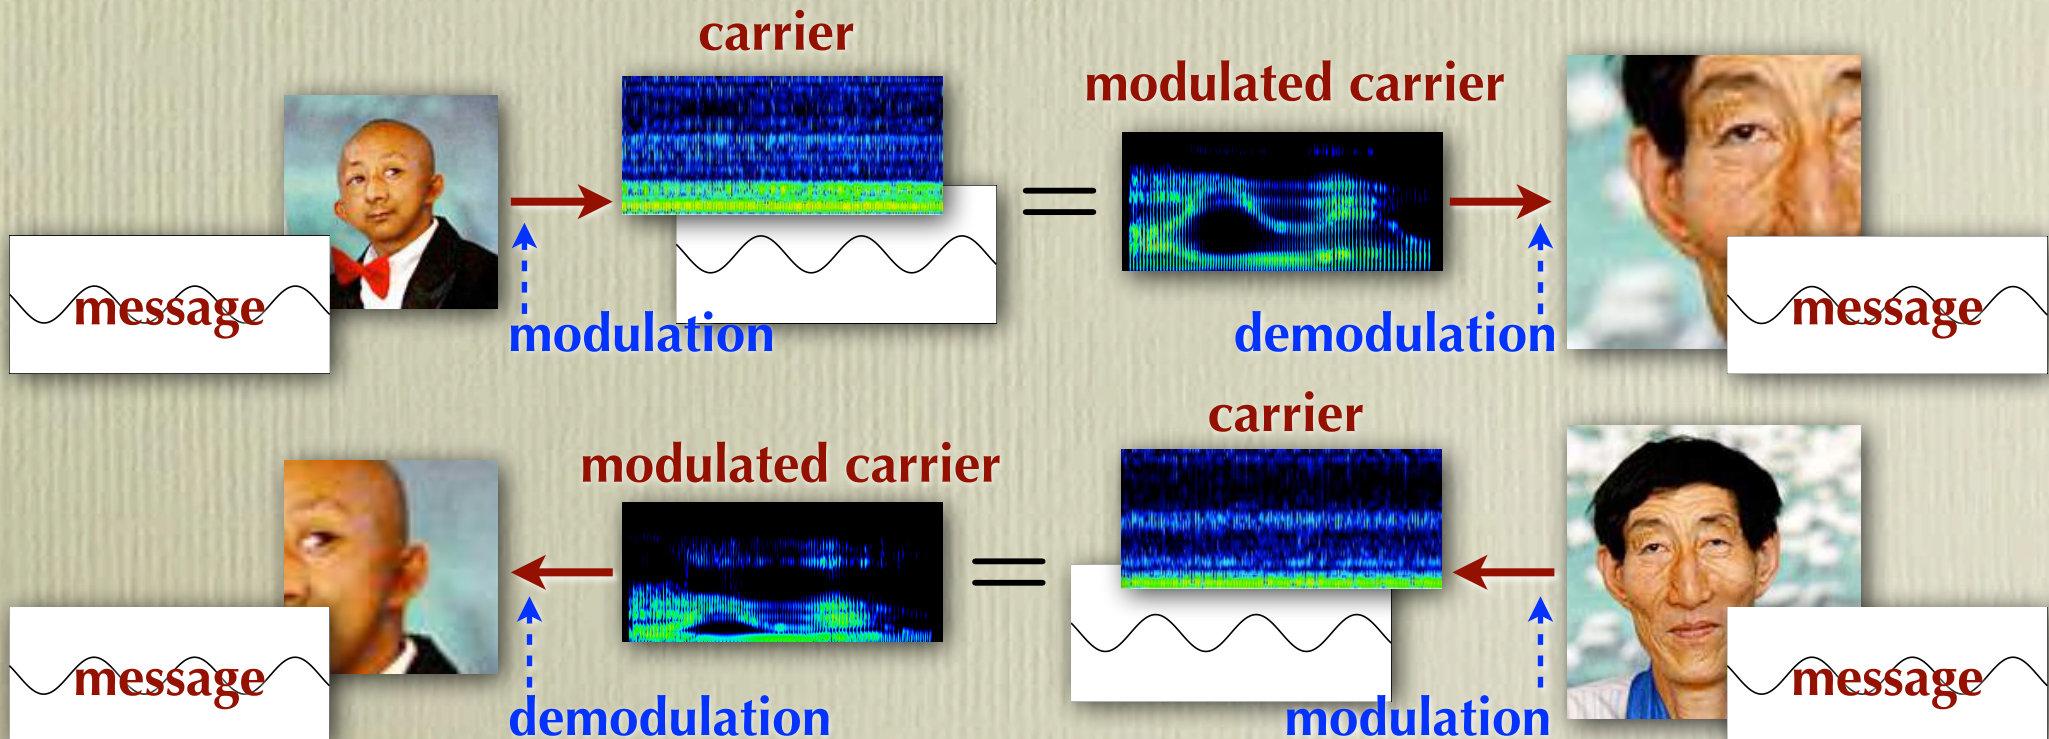 carrier
modulated carrier
message
modulation
demodulation
message
carrier
modulated carrier
message
demodulation
modulation
message